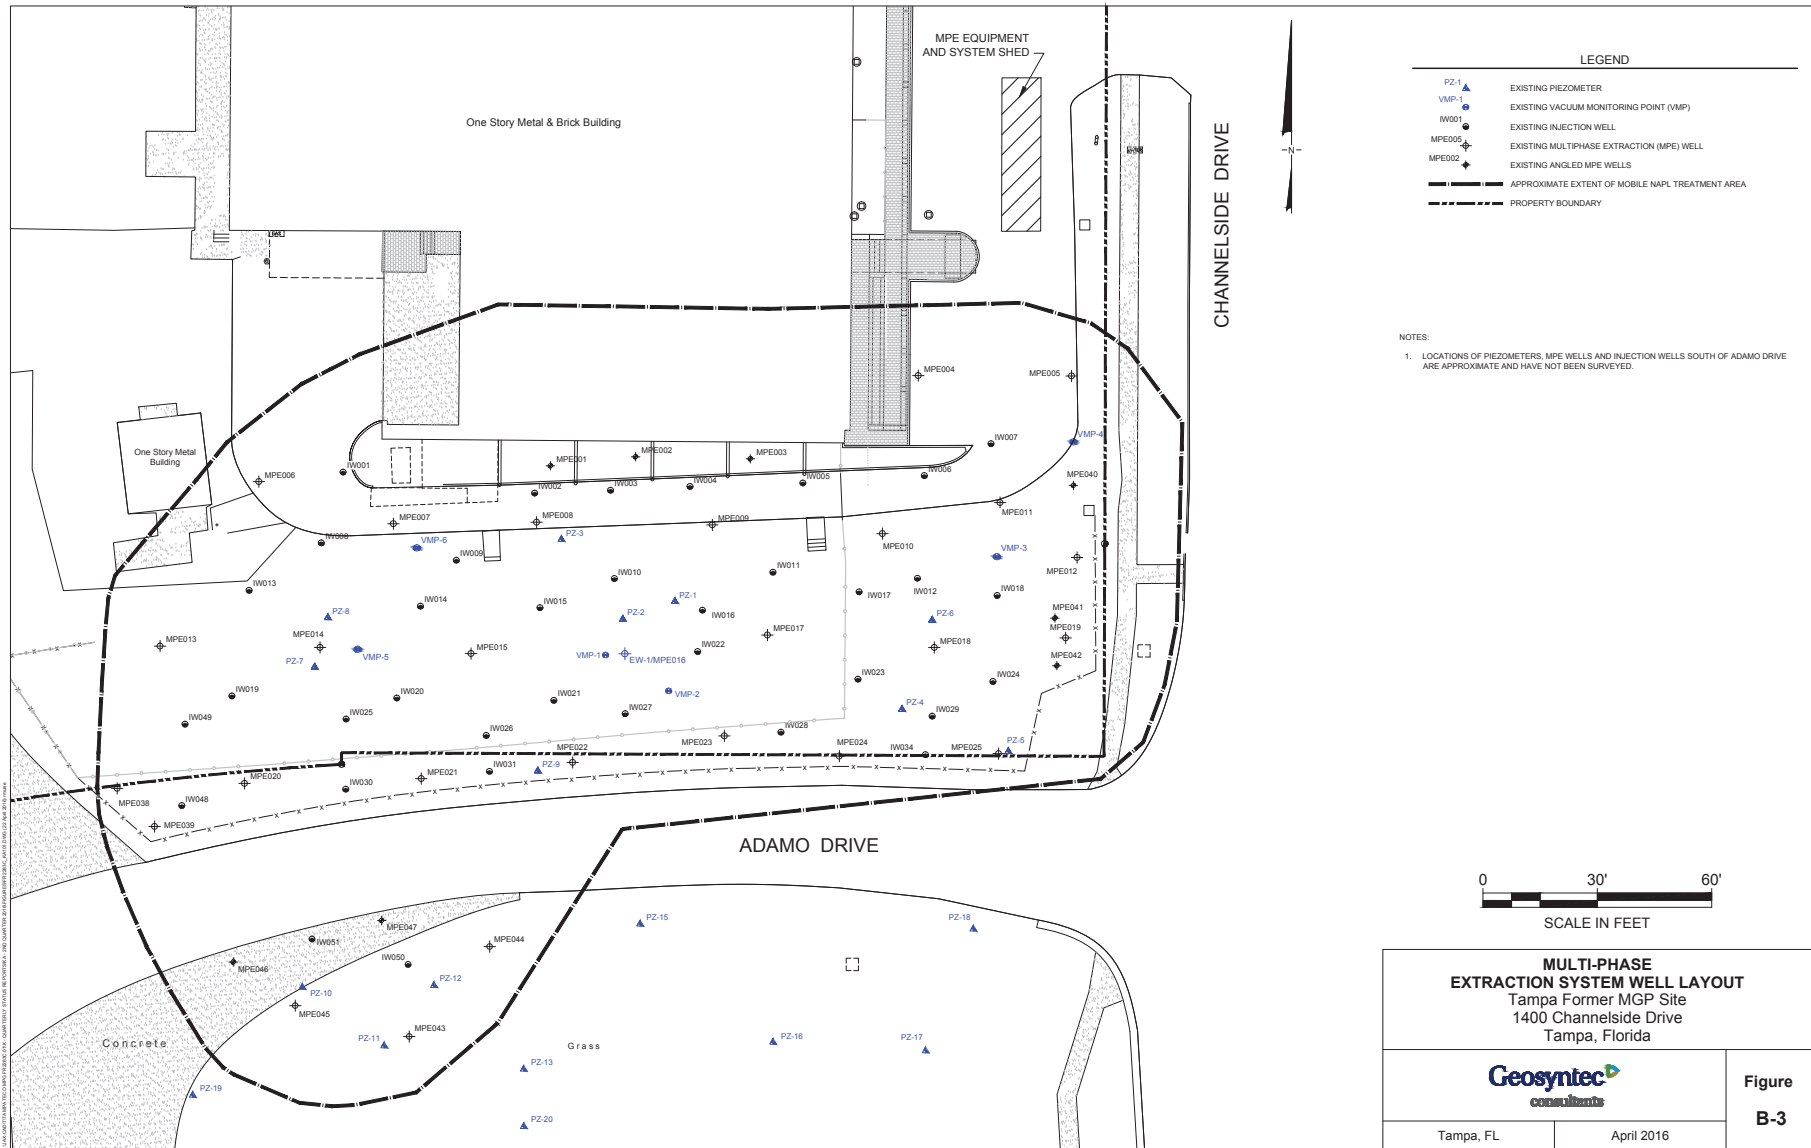 MPE EQUIPMENT
AND SYSTEM SHED
One Story Metal & Brick Building
CHANNELSIDE DRIVE
-N-
LEGEND
PZ-1
EXISTING PIEZOMETER
VMP-1
EXISTING VACUUM MONITORING POINT (VMP)
IW001
EXISTING INJECTION WELL
MPE005
EXISTING MULTIPHASE EXTRACTION (MPE) WELL
MPE002
EXISTING ANGLED MPE WELLS
APPROXIMATE EXTENT OF MOBILE NAPL TREATMENT AREA
PROPERTY BOUNDARY
NOTES:
1. LOCATIONS OF PIEZOMETERS, MPE WELLS AND INJECTION WELLS SOUTH OF ADAMO DRIVE
ARE APPROXIMATE AND HAVE NOT BEEN SURVEYED.
MPE004
MPE005
One Story Metal
Building
MPE006
IW001
MPE001
MPE002
MPE003
IW007
VMP-4
IW002
IW003
IW004
IW005
IW006
MPE040
MPE007
MPE008
MPE009
MPE011
IW008
VMP-6
IW009
PZ-3
MPE010
VMP-3
MPE012
IW013
IW014
IW015
IW010
IW011
IW017
IW012
IW018
PZ-8
PZ-2
PZ-1
IW016
PZ-6
MPE041
MPE013
MPE014
VMP-5
PZ-7
MPE015
VMP-1
EW-1/MPE016
IW022
MPE017
MPE018
MPE019
MPE042
IW019
IW020
IW021
VMP-2
IW023
IW024
IW049
IW025
IW026
IW027
IW028
PZ-4
IW029
MPE022
MPE023
MPE024
IW034
MPE025
PZ-5
MPE020
MPE021
IW031
PZ-9
MPE038
IW048
IW030
MPE039
ADAMO DRIVE
MPE047
IW051
MPE044
PZ-15
PZ-18
MPE046
IW050
PZ-12
PZ-10
MPE045
MPE043
PZ-11
PZ-16
PZ-17
Concrete
Grass
PZ-13
PZ-19
PZ-20
0 30' 60'
SCALE IN FEET
MULTI-PHASE
EXTRACTION SYSTEM WELL LAYOUT
Tampa Former MGP Site
1400 Channelside Drive
Tampa, Florida
Geosyntec
consultants
Figure
B-3
Tampa, FL
April 2016